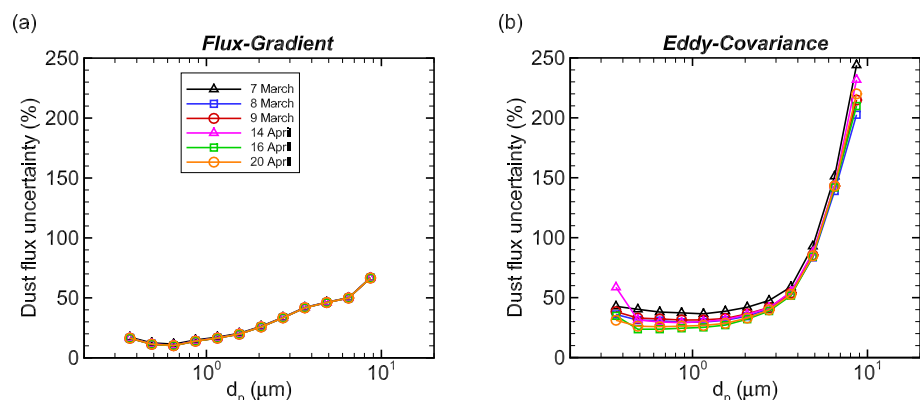 (a)
Flux-Gradient
Dust flux uncertainty (%)
250
200
150
100
50
0
7 March
8 March
9 March
14 April
16 April
20 April
10⁰
10¹
dp (μm)
(b)
Eddy-Covariance
Dust flux uncertainty (%)
250
200
150
100
50
0
10⁰
10¹
dp (μm)